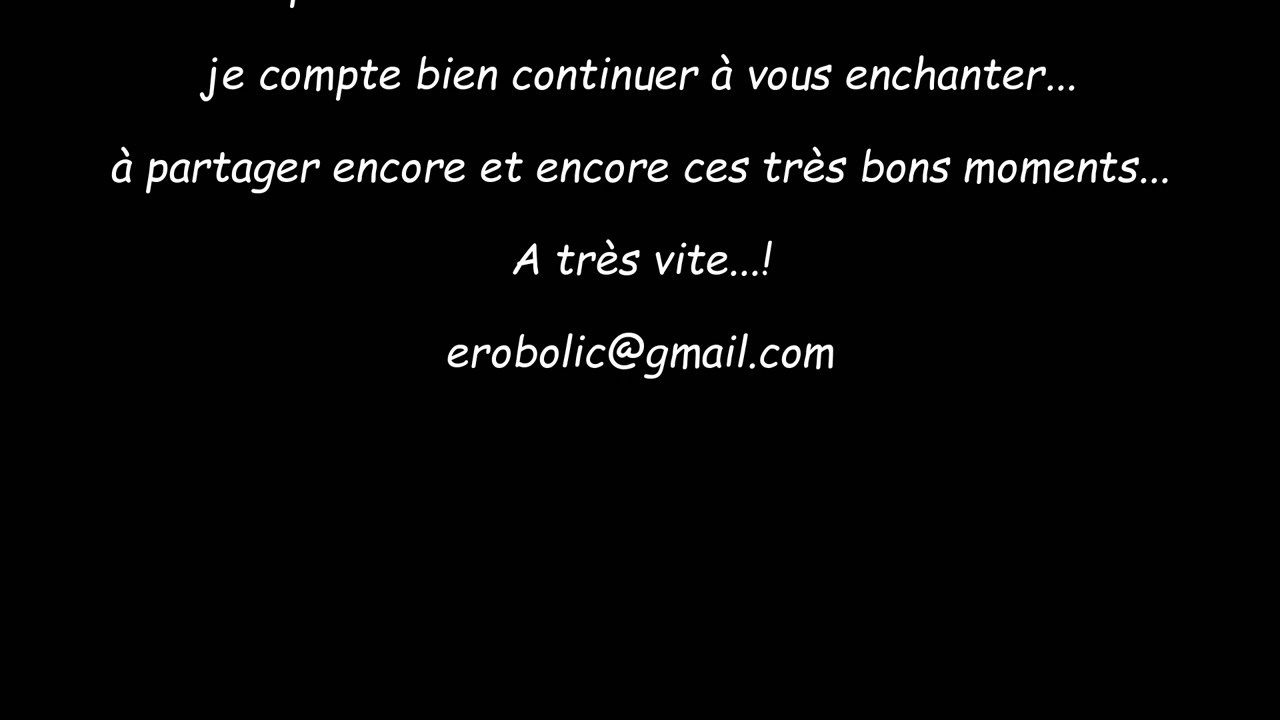 je compte bien continuer à vous enchanter...
à partager encore et encore ces très bons moments...
A très vite...!
erobolic@gmail.com